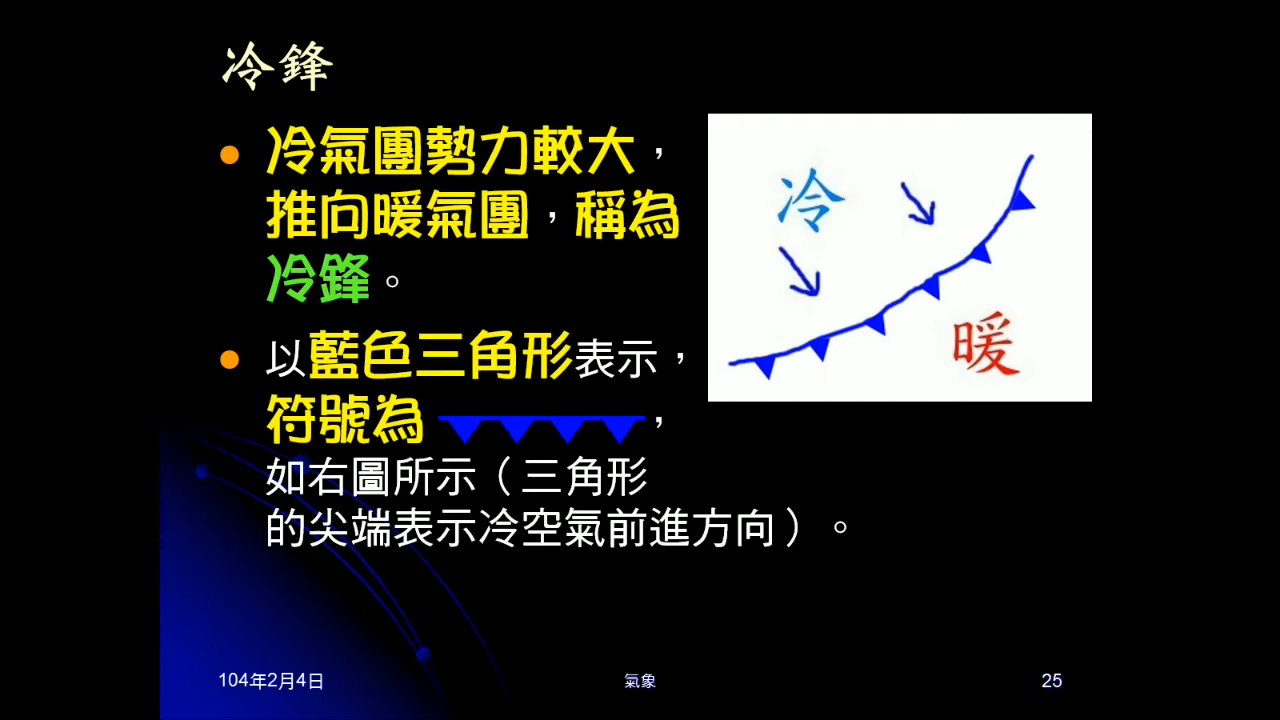 冷鋒
冷氣團勢力較大，
推向暖氣團，稱為
冷鋒。
以藍色三角形表示，
符號為，
如右圖所示（三角形
的尖端表示冷空氣前進方向）。
冷
暖
104年2月4日
氣象
25